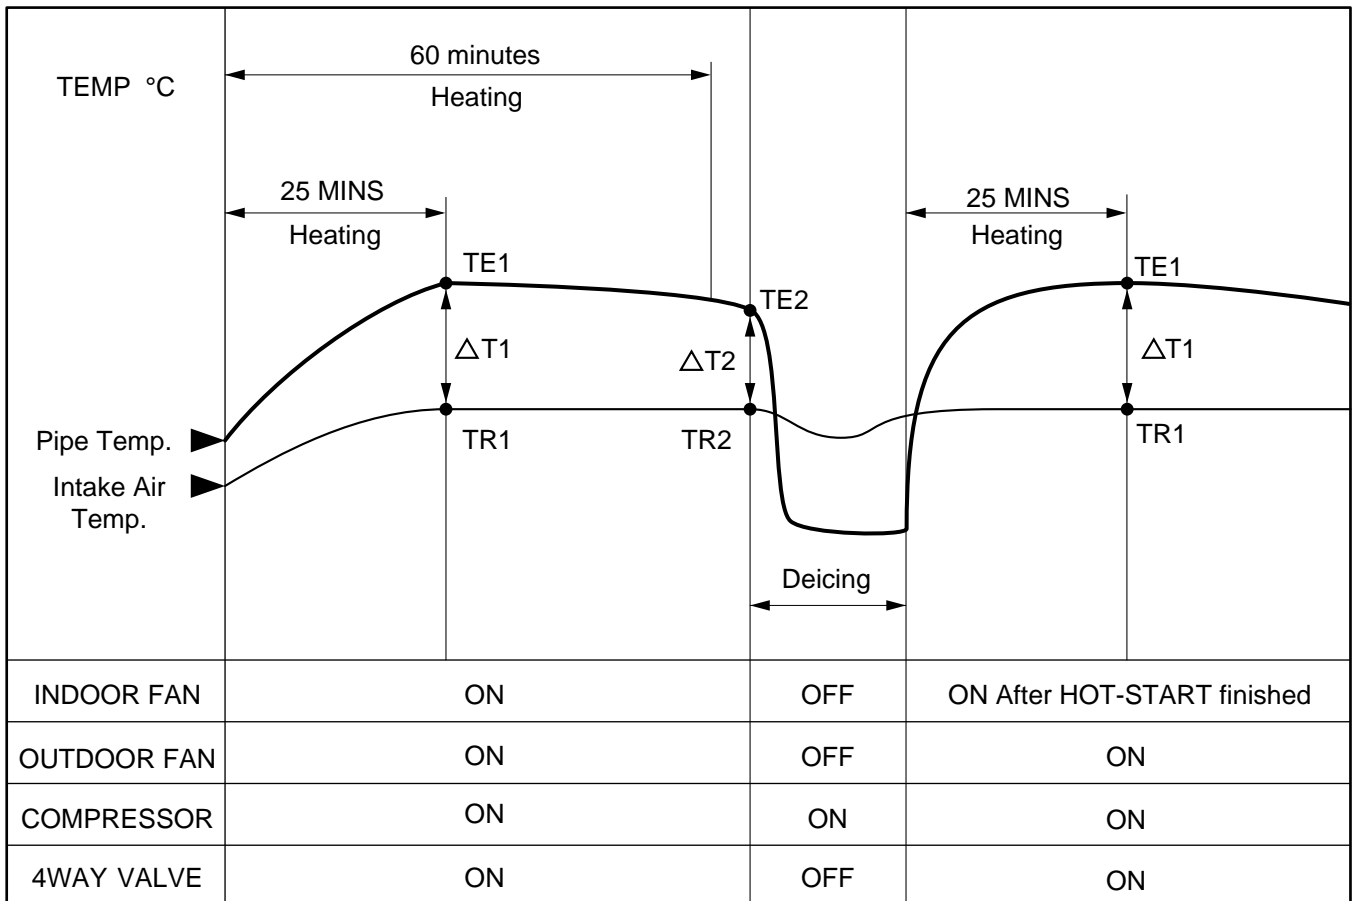 TEMP °C
60 minutes
Heating
25 MINS
Heating
25 MINS
Heating
TE1
TE2
TE1
△T1
△T2
△T1
Pipe Temp.
TR1
TR2
TR1
Intake Air
Temp.
Deicing
INDOOR FAN ON OFF ON After HOT-START finished
OUTDOOR FAN ON OFF ON
COMPRESSOR ON ON ON
4WAY VALVE ON OFF ON